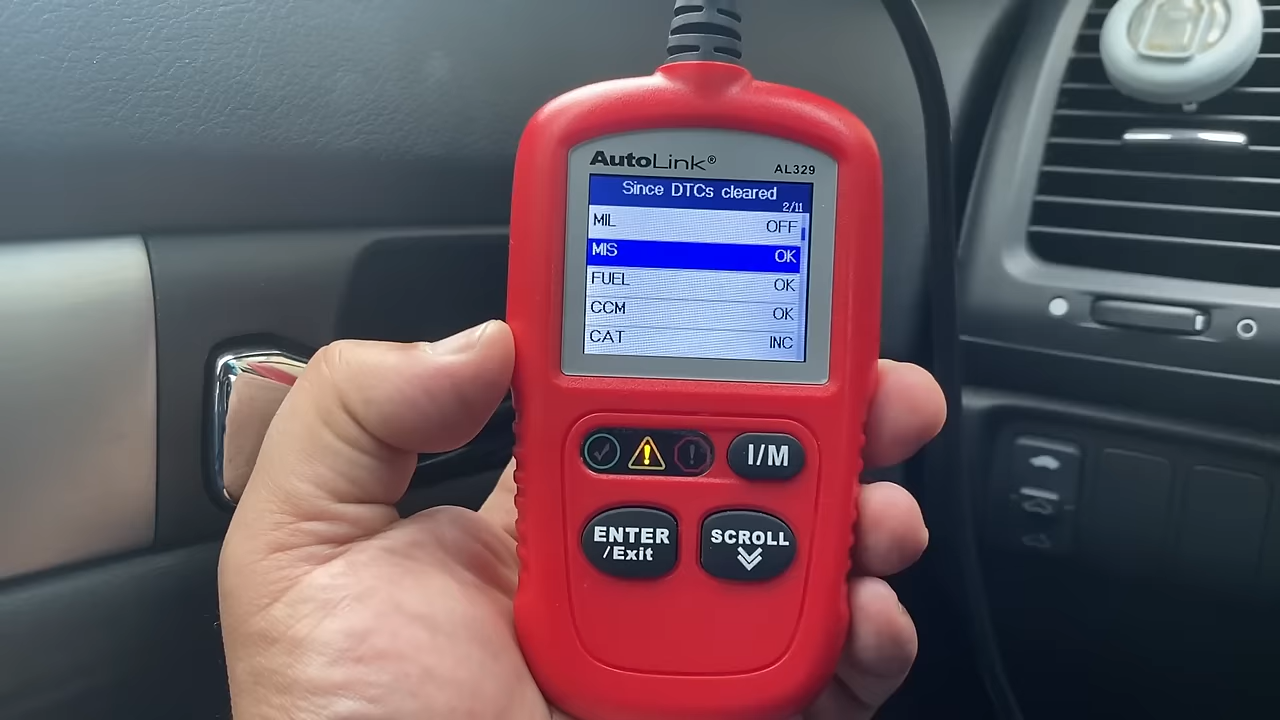 AutoLink®
AL329
Since DTCs cleared
2/11
MIL OFF
MIS OK
FUEL OK
CCM OK
CAT INC
I/M
ENTER
/Exit
SCROLL